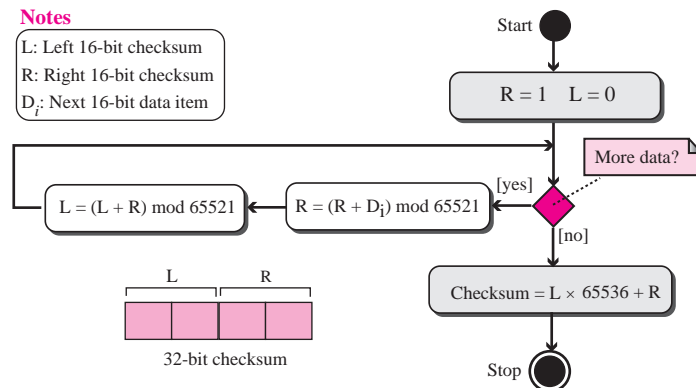 Notes
L: Left 16-bit checksum
R: Right 16-bit checksum
Di: Next 16-bit data item
Start
R = 1 L = 0
More data?
[yes]
R = (R + Di) mod 65521
L = (L + R) mod 65521
[no]
Checksum = L × 65536 + R
L R
32-bit checksum
Stop